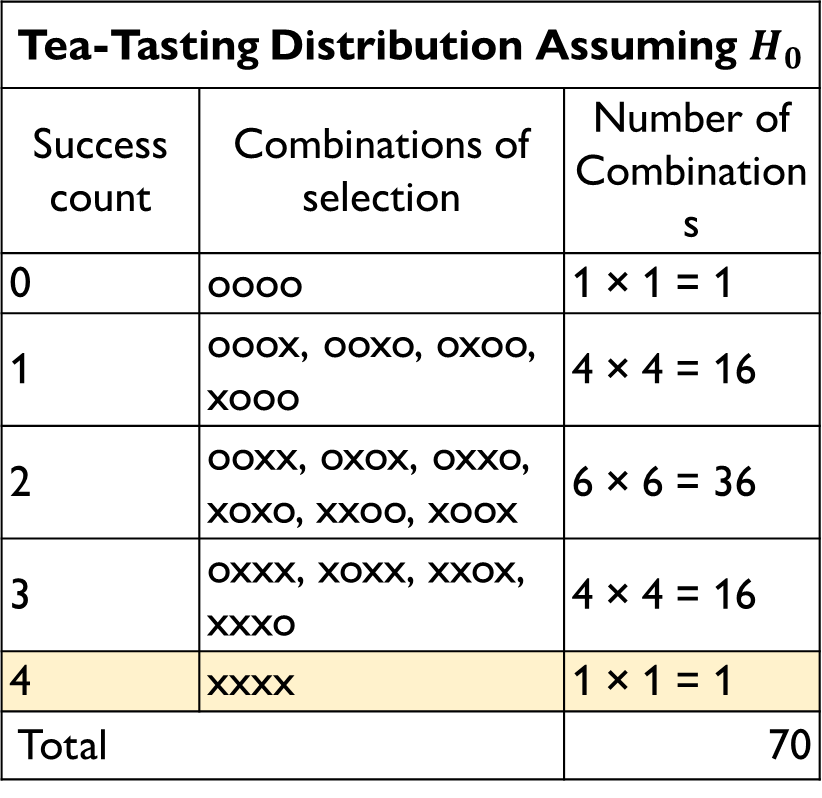 Tea-Tasting Distribution Assuming H₀
Success
count
Combinations of
selection
Number of
Combination
s
0
oooo
1 × 1 = 1
1
ooox, ooxo, oxoo,
xooo
4 × 4 = 16
2
ooxx, oxox, oxxo,
xoxo, xxoo, xoox
6 × 6 = 36
3
oxxx, xoxx, xxox,
xxxo
4 × 4 = 16
4
xxxx
1 × 1 = 1
Total
70